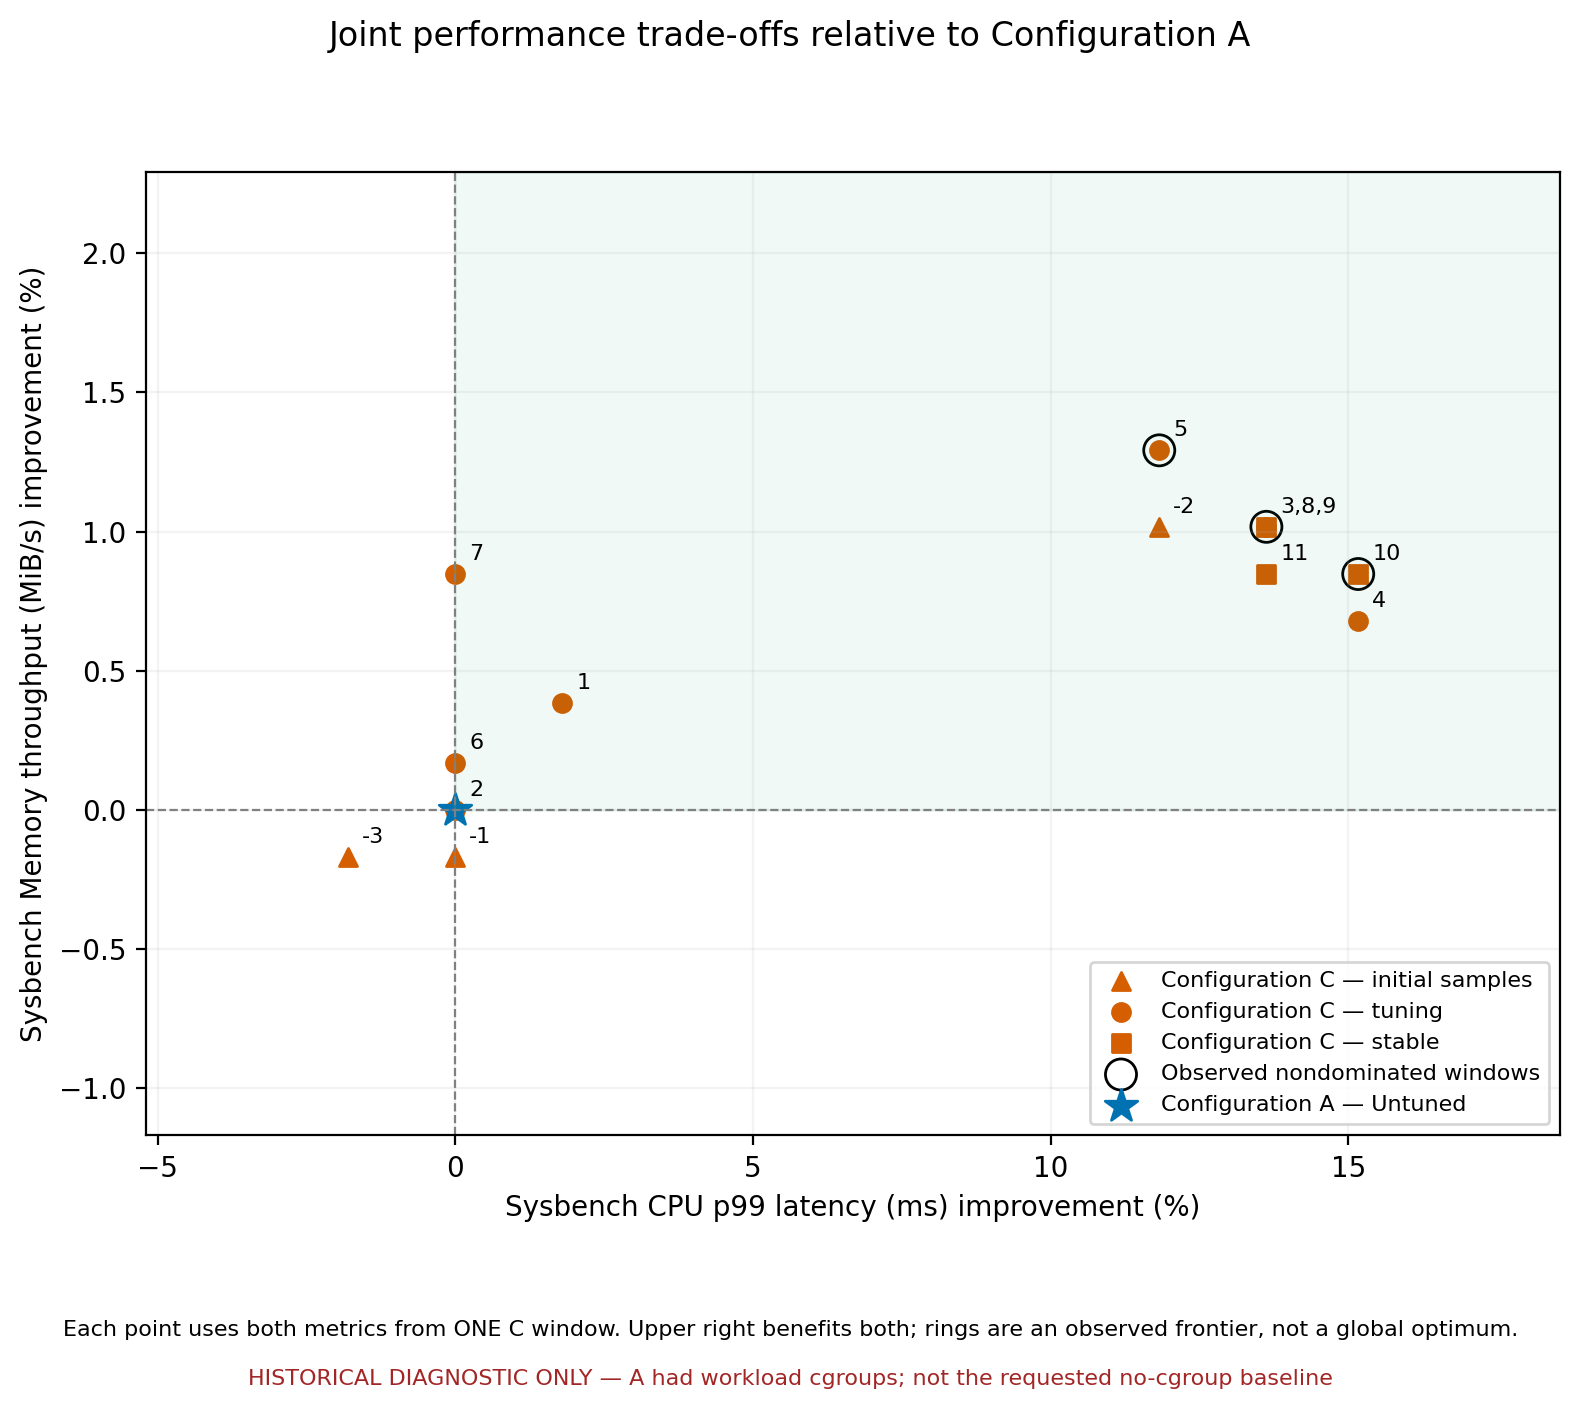 Joint performance trade-offs relative to Configuration A
Sysbench Memory throughput (MiB/s) improvement (%)
2.0
1.5
1.0
0.5
0.0
−0.5
−1.0
5
-2
3,8,9
11
10
4
7
1
6
2
-3
-1
Configuration C — initial samples
Configuration C — tuning
Configuration C — stable
Observed nondominated windows
Configuration A — Untuned
−5
0
5
10
15
Sysbench CPU p99 latency (ms) improvement (%)
Each point uses both metrics from ONE C window. Upper right benefits both; rings are an observed frontier, not a global optimum.
HISTORICAL DIAGNOSTIC ONLY — A had workload cgroups; not the requested no-cgroup baseline